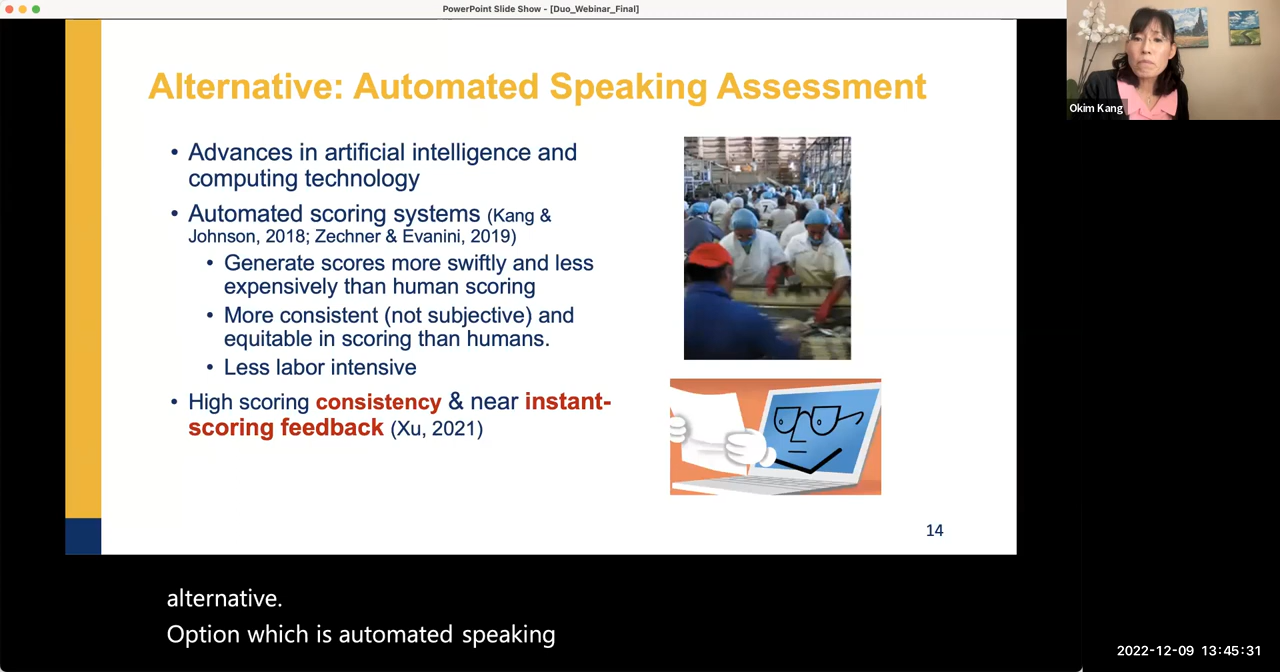 PowerPoint Slide Show - [Duo_Webinar_Final]
Okim Kang
Alternative: Automated Speaking Assessment
• Advances in artificial intelligence and
computing technology
• Automated scoring systems (Kang &
Johnson, 2018; Zechner & Evanini, 2019)
• Generate scores more swiftly and less
expensively than human scoring
• More consistent (not subjective) and
equitable in scoring than humans.
• Less labor intensive
• High scoring consistency & near instant-
scoring feedback (Xu, 2021)
14
alternative.
Option which is automated speaking
2022-12-09 13:45:31